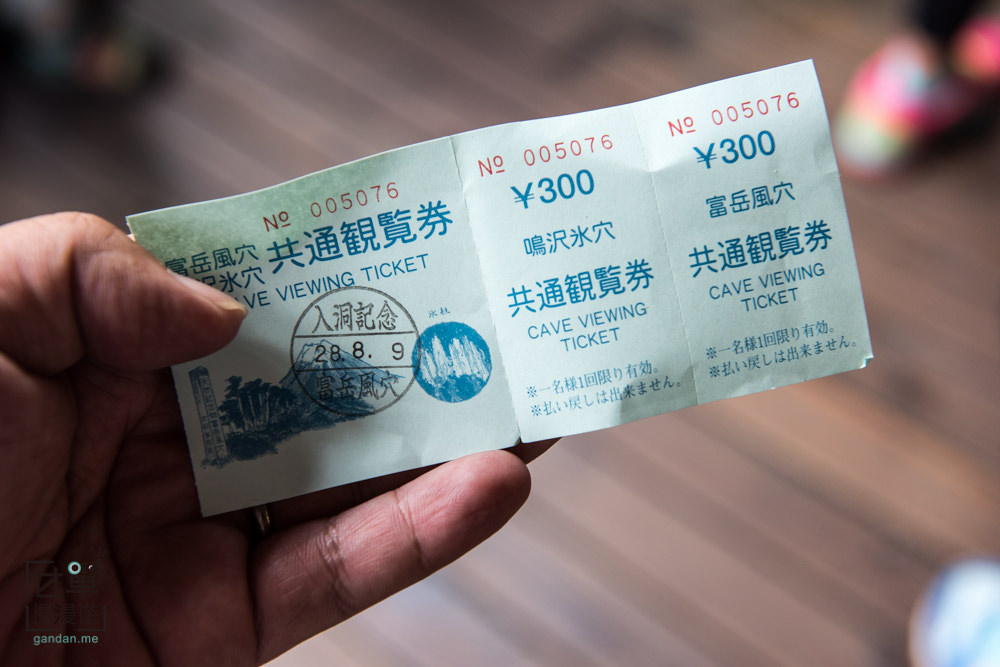 № 005076
富岳風穴
沢氷穴
共通観覧券
AVE VIEWING TICKET
入洞記念
28.8.9
富岳風穴
氷柱
№ 005076
¥300
鳴沢氷穴
共通観覧券
CAVE VIEWING
TICKET
※一名様1回限り有効。
※払い戻しは出来ません。
№ 005076
¥300
富岳風穴
共通観覧券
CAVE VIEWING
TICKET
※一名様1回限り有効。
※払い戻しは出来ません。
gandan.me